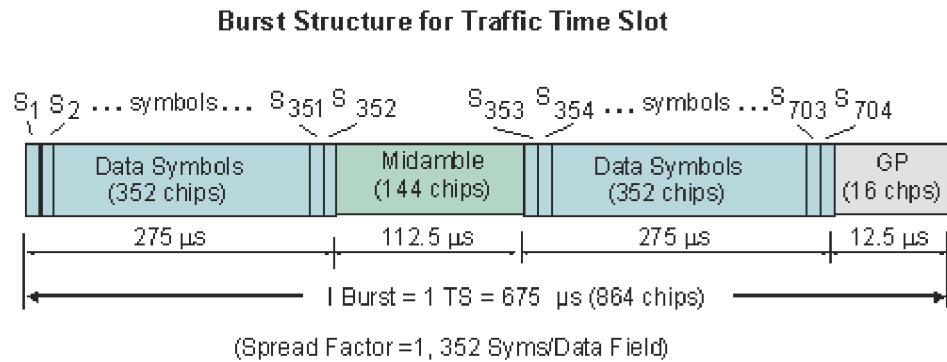 Burst Structure for Traffic Time Slot
S1 S2 ... symbols... S351 S352 S353 S354 ... symbols ...S703 S704
Data Symbols Midamble Data Symbols GP
(352 chips) (144 chips) (352 chips) (16 chps)
275 µs 112.5 µs 275 µs 12.5 µs
I Burst = 1 TS = 675 µs (864 chips)
(Spread Factor =1, 352 Syms/Data Field)